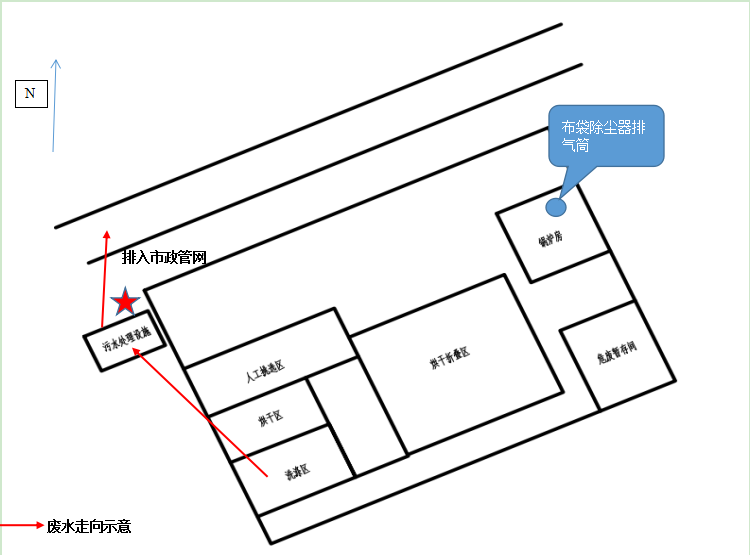 N
布袋除尘器排
气筒
锅炉房
排入市政管网
污水处理设施
人工挑选区
烘干折叠区
危废暂存间
烘干区
洗涤区
废水走向示意